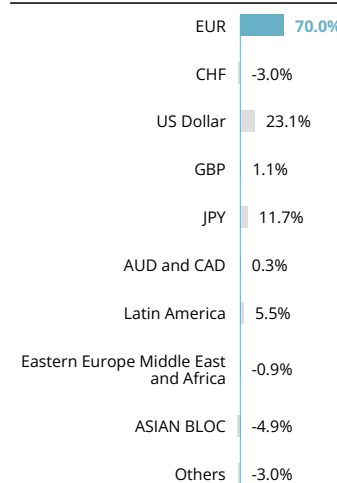 EUR 70.0%
CHF -3.0%
US Dollar 23.1%
GBP 1.1%
JPY 11.7%
AUD and CAD 0.3%
Latin America 5.5%
Eastern Europe Middle East
and Africa -0.9%
ASIAN BLOC -4.9%
Others -3.0%